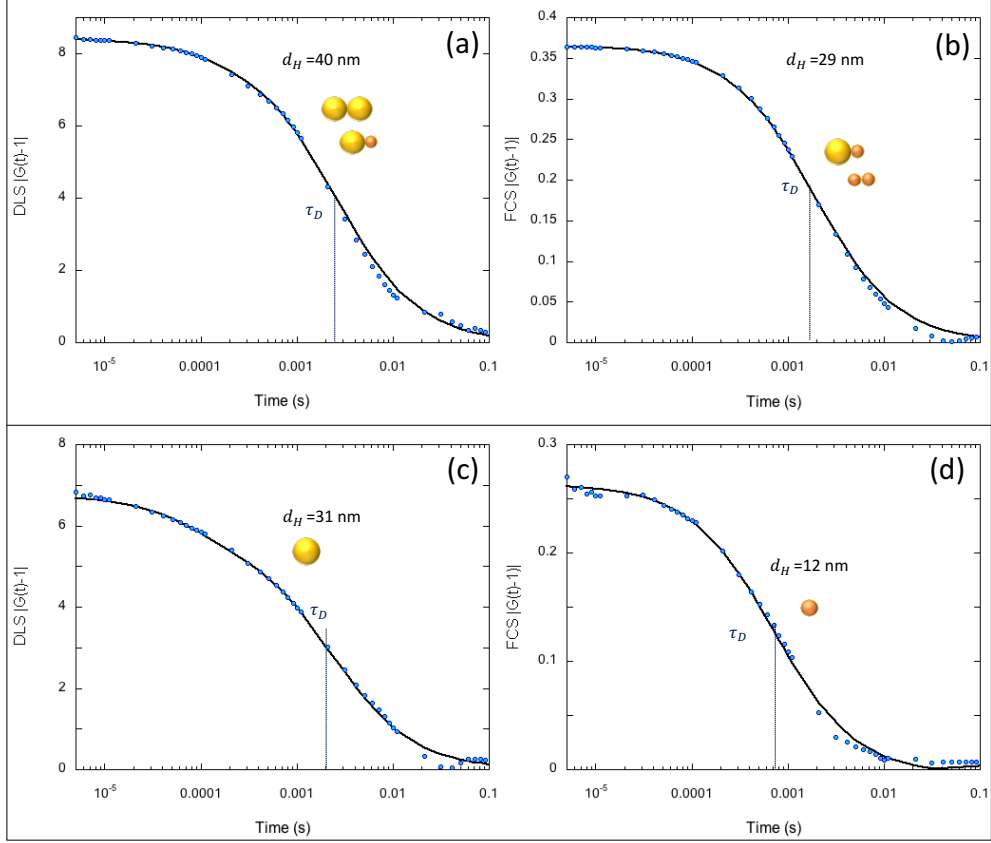 (a)
d_H =40 nm
τ_D
DLS |G(t)-1|
8
6
4
2
0
10^-5
0.0001
0.001
0.01
0.1
Time (s)
(b)
d_H =29 nm
τ_D
FCS |G(t)-1)|
0.4
0.35
0.3
0.25
0.2
0.15
0.1
0.05
0
10^-5
0.0001
0.001
0.01
0.1
Time (s)
(c)
d_H =31 nm
τ_D
DLS |G(t)-1|
8
6
4
2
0
10^-5
0.0001
0.001
0.01
0.1
Time (s)
(d)
d_H =12 nm
τ_D
FCS |G(t)-1)|
0.3
0.2
0.1
0
10^-5
0.0001
0.001
0.01
0.1
Time (s)